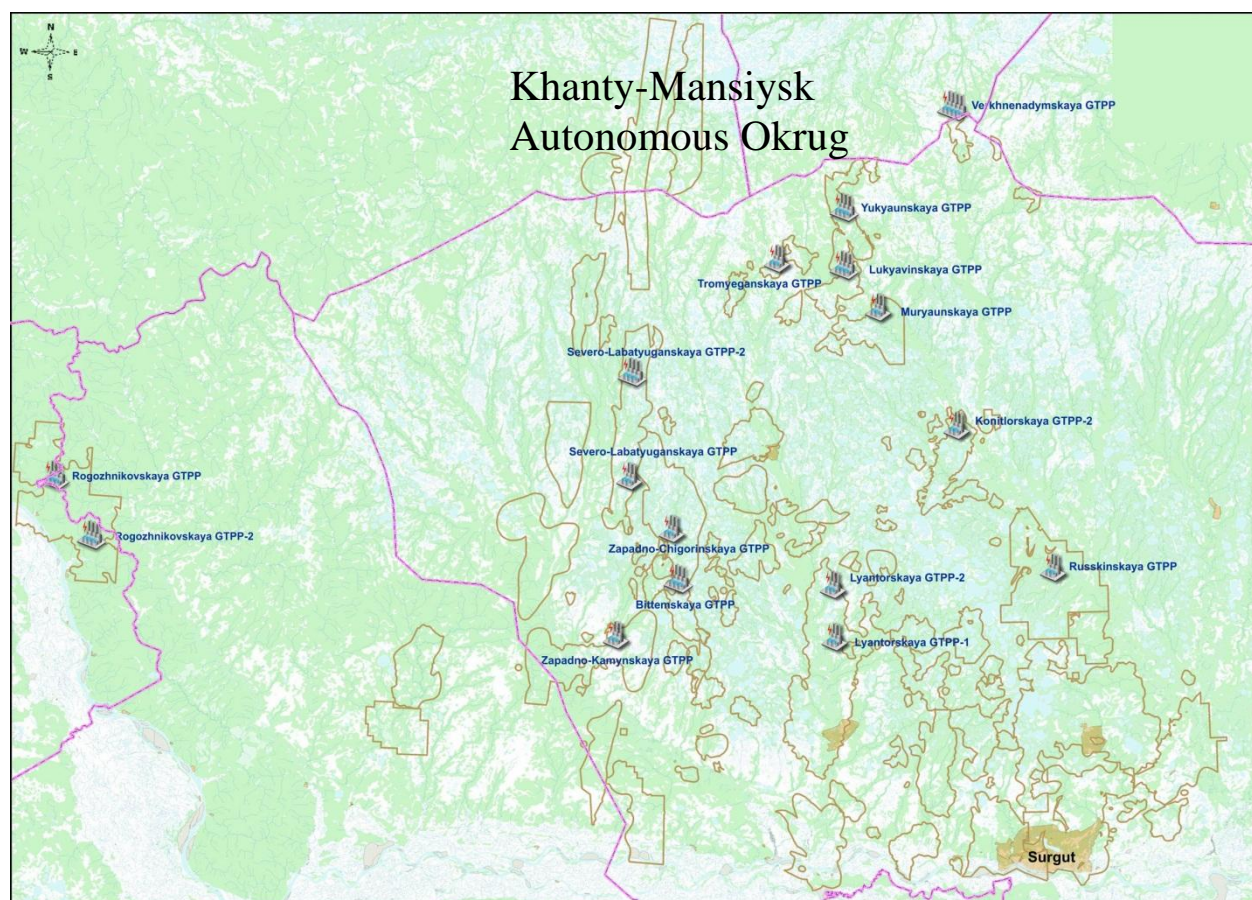 N
W E
S
Khanty-Mansiysk
Autonomous Okrug
Verkhnenadymskaya GTPP
Yukyaunskaya GTPP
Lukyavinskaya GTPP
Tromyeganskaya GTPP
Muryaunskaya GTPP
Severo-Labatyuganskaya GTPP-2
Konitlorskaya GTPP-2
Severo-Labatyuganskaya GTPP
Rogozhnikovskaya GTPP
Rogozhnikovskaya GTPP-2
Zapadno-Chigorinskaya GTPP
Russkinskaya GTPP
Lyantorskaya GTPP-2
Bittemskaya GTPP
Lyantorskaya GTPP-1
Zapadno-Kamynskaya GTPP
Surgut